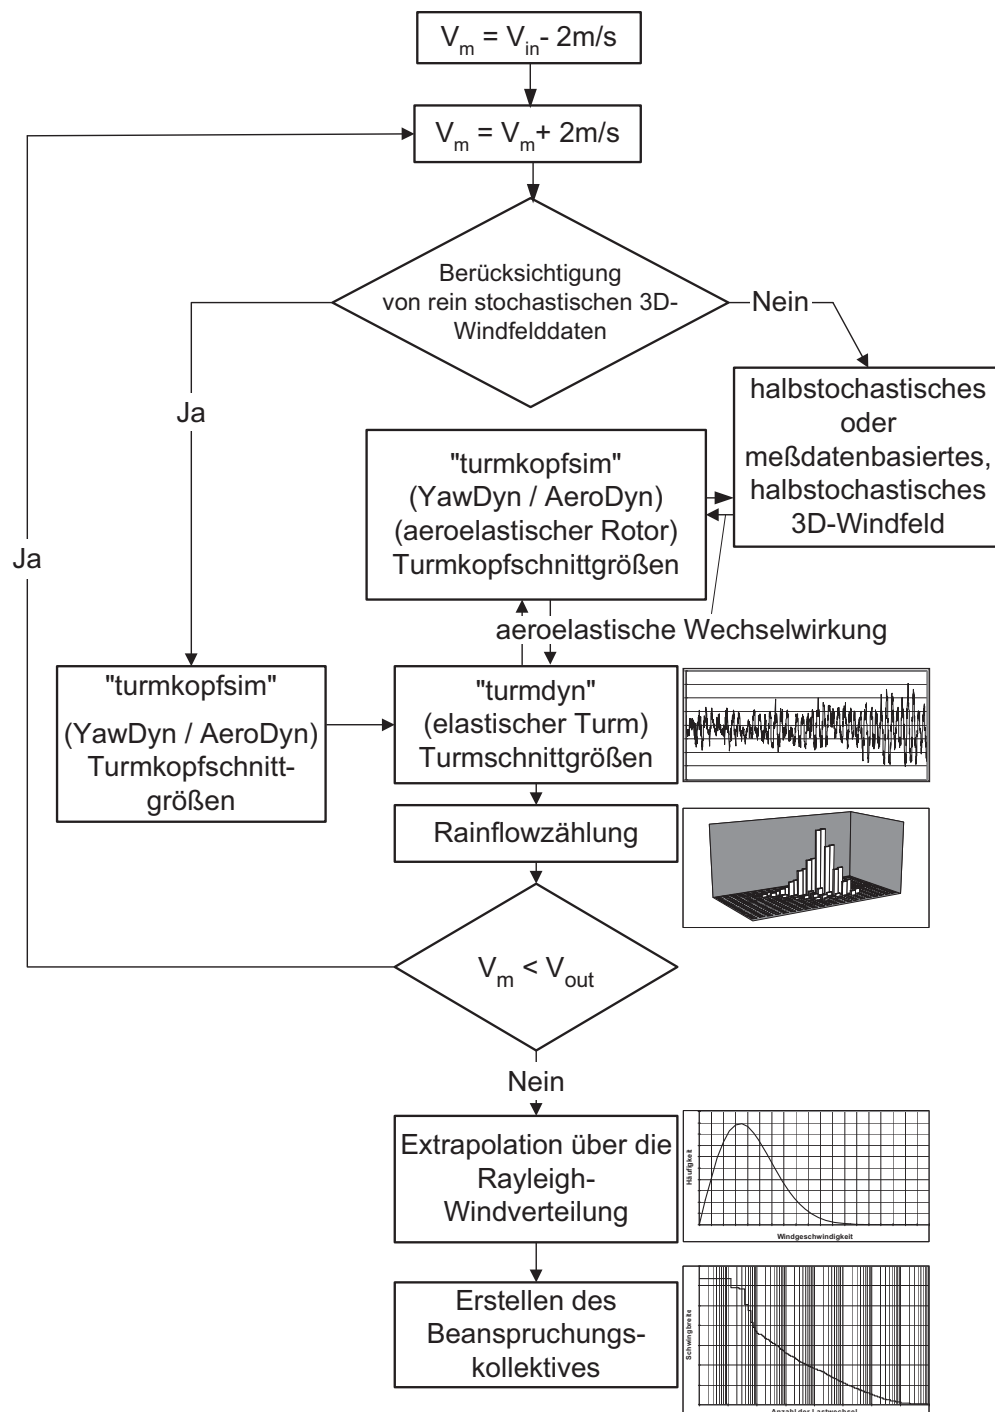 V_m = V_in - 2m/s
V_m = V_m + 2m/s
Berücksichtigung
von rein stochastischen 3D-
Windfelddaten
Nein
Ja
halbstochastisches
oder
meßdatenbasiertes,
halbstochastisches
3D-Windfeld
"turmkopfsim"
(YawDyn / AeroDyn)
(aeroelastischer Rotor)
Turmkopfschnittgrößen
Ja
aeroelastische Wechselwirkung
"turmkopfsim"
(YawDyn / AeroDyn)
Turmkopfschnitt-
größen
"turmdyn"
(elastischer Turm)
Turmschnittgrößen
Rainflowzählung
V_m < V_out
Nein
Extrapolation über die
Rayleigh-
Windverteilung
Häufigkeit
Windgeschwindigkeit
Erstellen des
Beanspruchungs-
kollektives
Schwingbreite
Anzahl der Lastwechsel